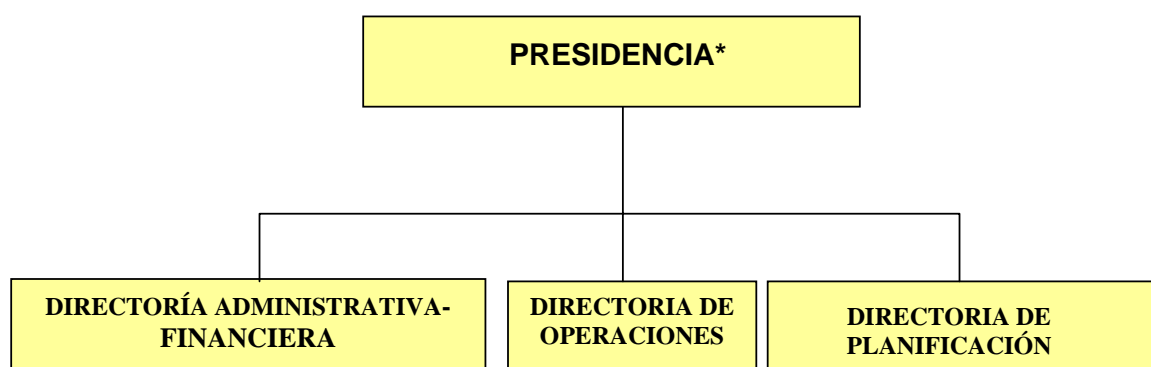 PRESIDENCIA*
DIRECTORÍA ADMINISTRATIVA-
FINANCIERA
DIRECTORIA DE
OPERACIONES
DIRECTORIA DE
PLANIFICACIÓN